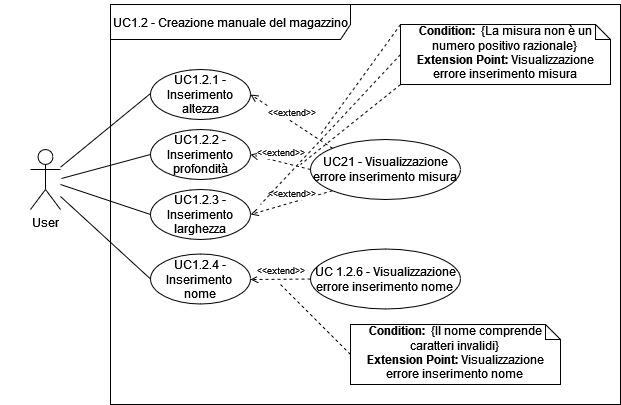 UC1.2 - Creazione manuale del magazzino
Condition: {La misura non è un
numero positivo razionale}
Extension Point: Visualizzazione
errore inserimento misura
UC1.2.1 -
Inserimento
altezza
<<extend>>
UC1.2.2 -
Inserimento
profondità
<<extend>>
UC21 - Visualizzazione
errore inserimento misura
UC1.2.3 -
Inserimento
larghezza
<<extend>>
User
UC1.2.4 -
Inserimento
nome
<<extend>>
UC 1.2.6 - Visualizzazione
errore inserimento nome
Condition: {Il nome comprende
caratteri invalidi}
Extension Point: Visualizzazione
errore inserimento nome